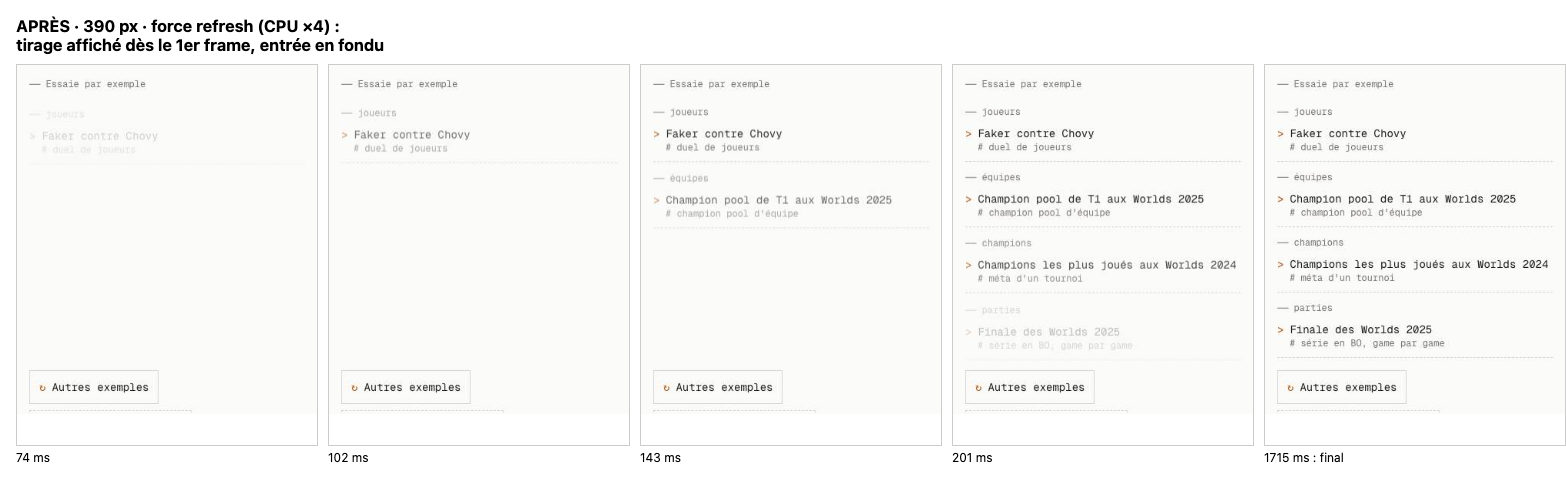 APRÈS · 390 px · force refresh (CPU ×4) :
tirage affiché dès le 1er frame, entrée en fondu
— Essaie par exemple
— joueurs
> Faker contre Chovy
# duel de joueurs
↻ Autres exemples
74 ms
— Essaie par exemple
— joueurs
> Faker contre Chovy
# duel de joueurs
↻ Autres exemples
102 ms
— Essaie par exemple
— joueurs
> Faker contre Chovy
# duel de joueurs
— équipes
> Champion pool de T1 aux Worlds 2025
# champion pool d'équipe
↻ Autres exemples
143 ms
— Essaie par exemple
— joueurs
> Faker contre Chovy
# duel de joueurs
— équipes
> Champion pool de T1 aux Worlds 2025
# champion pool d'équipe
— champions
> Champions les plus joués aux Worlds 2024
# méta d'un tournoi
— parties
> Finale des Worlds 2025
# série en BO, game par game
↻ Autres exemples
201 ms
— Essaie par exemple
— joueurs
> Faker contre Chovy
# duel de joueurs
— équipes
> Champion pool de T1 aux Worlds 2025
# champion pool d'équipe
— champions
> Champions les plus joués aux Worlds 2024
# méta d'un tournoi
— parties
> Finale des Worlds 2025
# série en BO, game par game
↻ Autres exemples
1715 ms : final